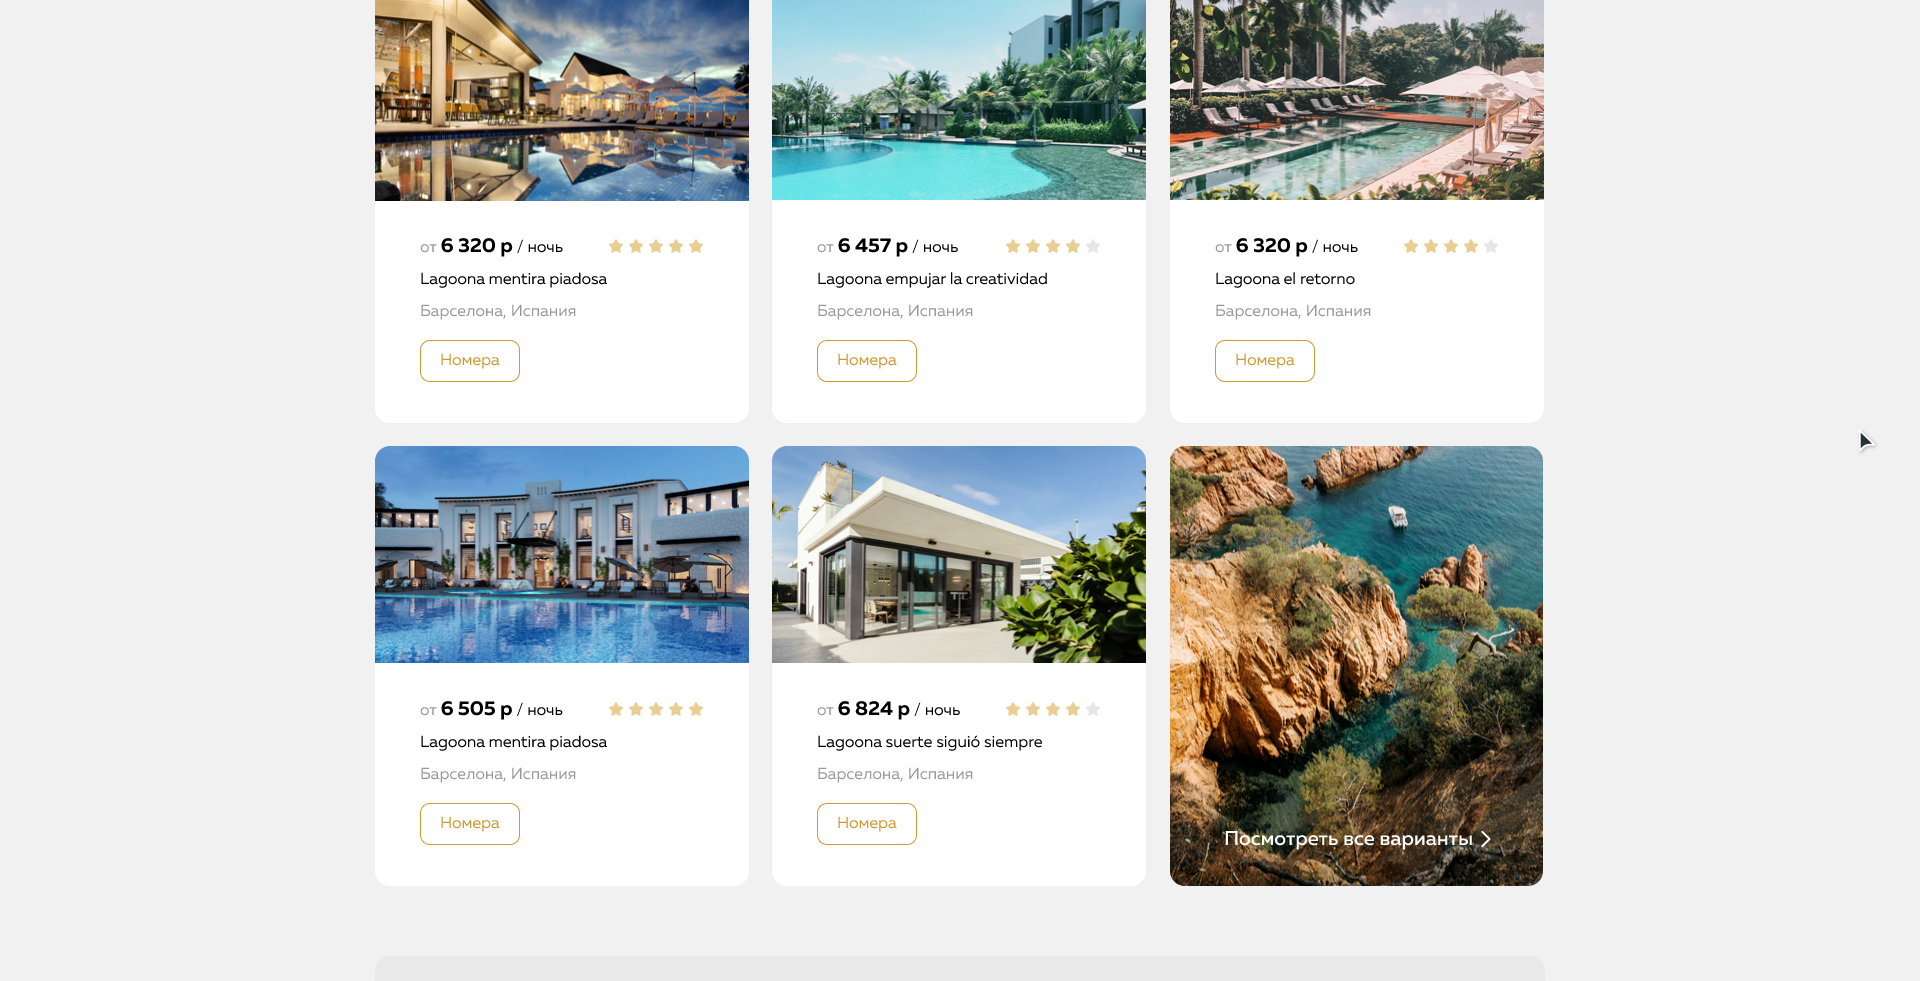 от 6 320 р / ночь
Lagoona mentira piadosa
Барселона, Испания
Номера
от 6 457 р / ночь
Lagoona empujar la creatividad
Барселона, Испания
Номера
от 6 320 р / ночь
Lagoona el retorno
Барселона, Испания
Номера
от 6 505 р / ночь
Lagoona mentira piadosa
Барселона, Испания
Номера
от 6 824 р / ночь
Lagoona suerte siguió siempre
Барселона, Испания
Номера
Посмотреть все варианты